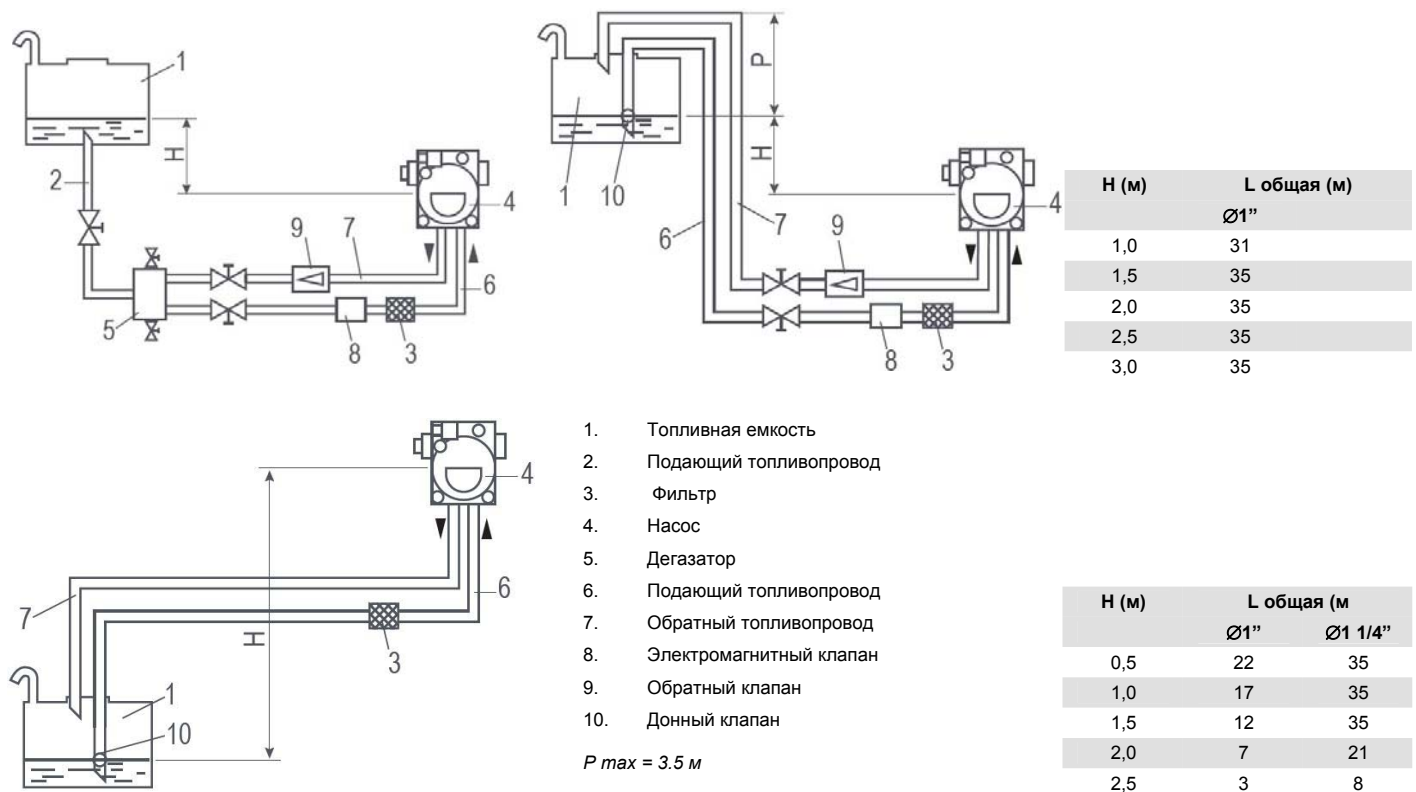 1
H
2
4
9
7
6
5
8
3
P
H
1
10
4
9
6
7
8
3
H (м) L общая (м)
Ø1”
1,0 31
1,5 35
2,0 35
2,5 35
3,0 35
4
6
7
H
3
1
10
1. Топливная емкость
2. Подающий топливопровод
3. Фильтр
4. Насос
5. Дегазатор
6. Подающий топливопровод
7. Обратный топливопровод
8. Электромагнитный клапан
9. Обратный клапан
10. Донный клапан
P max = 3.5 м
H (м) L общая (м
Ø1” Ø1 1/4”
0,5 22 35
1,0 17 35
1,5 12 35
2,0 7 21
2,5 3 8